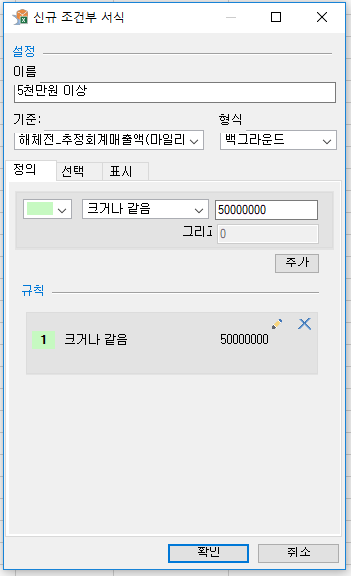 신규 조건부 서식
설정
이름
5천만원 이상
기준: 형식
해체전_추정회계매출액(마일리 백그라운드
정의 선택 표시
크거나 같음 50000000
그리고 0
추가
규칙
1 크거나 같음 50000000
확인 취소